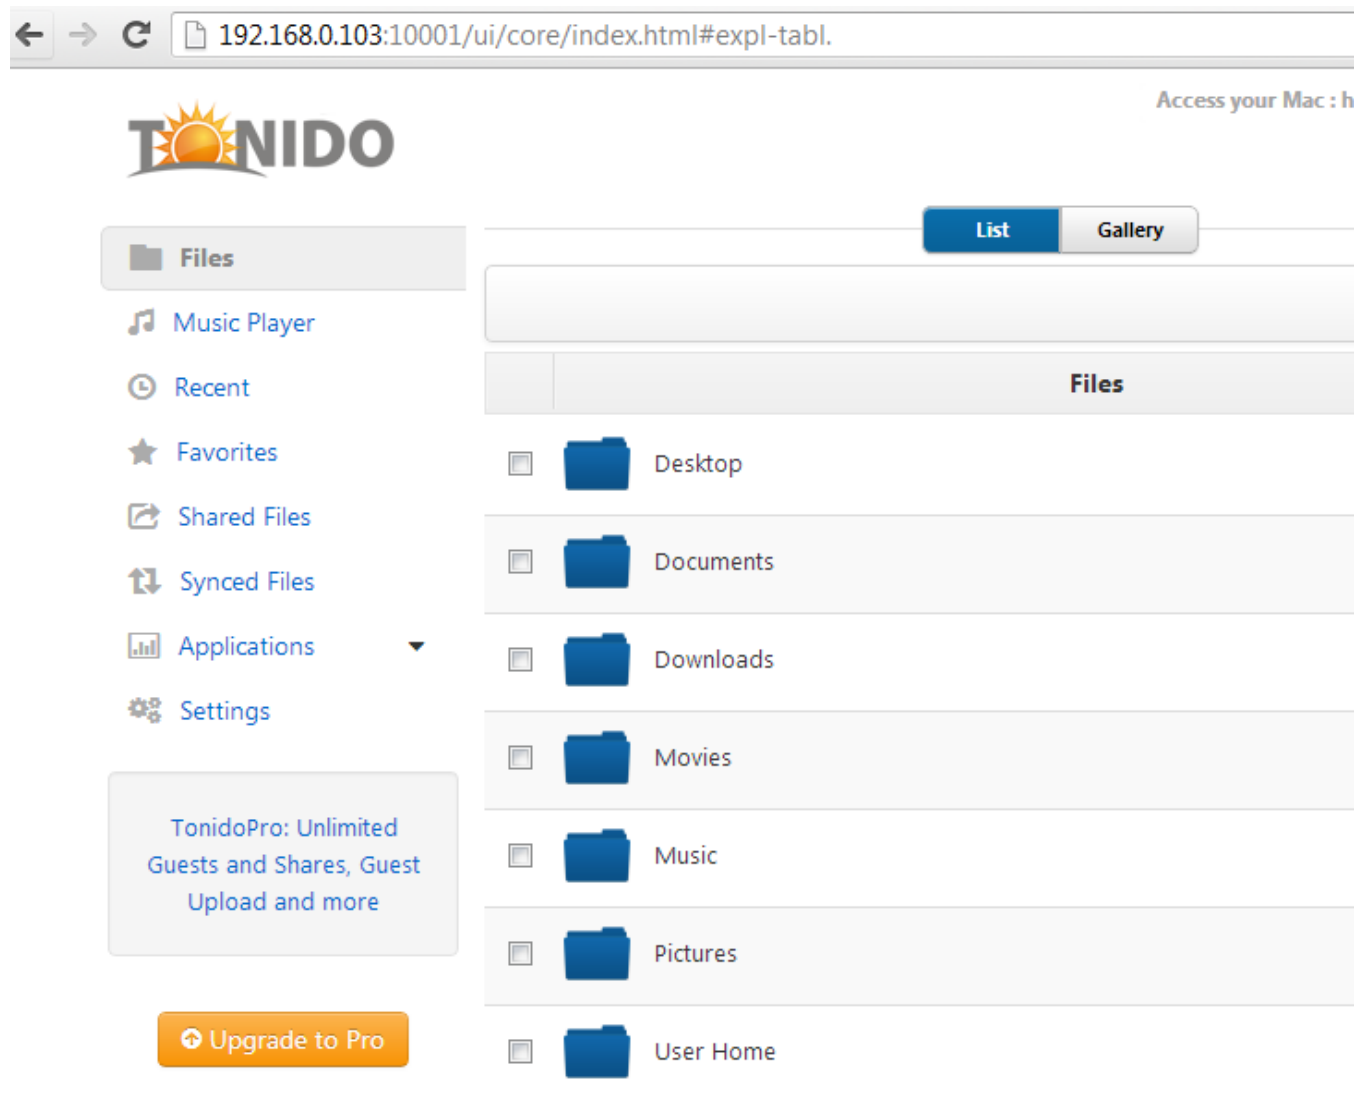 192.168.0.103:10001/ui/core/index.html#expl-tabl.
Access your Mac : h
TONIDO
List
Gallery
Files
Music Player
Recent
Favorites
Shared Files
Synced Files
Applications
Settings
TonidoPro: Unlimited
Guests and Shares, Guest
Upload and more
Upgrade to Pro
Files
Desktop
Documents
Downloads
Movies
Music
Pictures
User Home